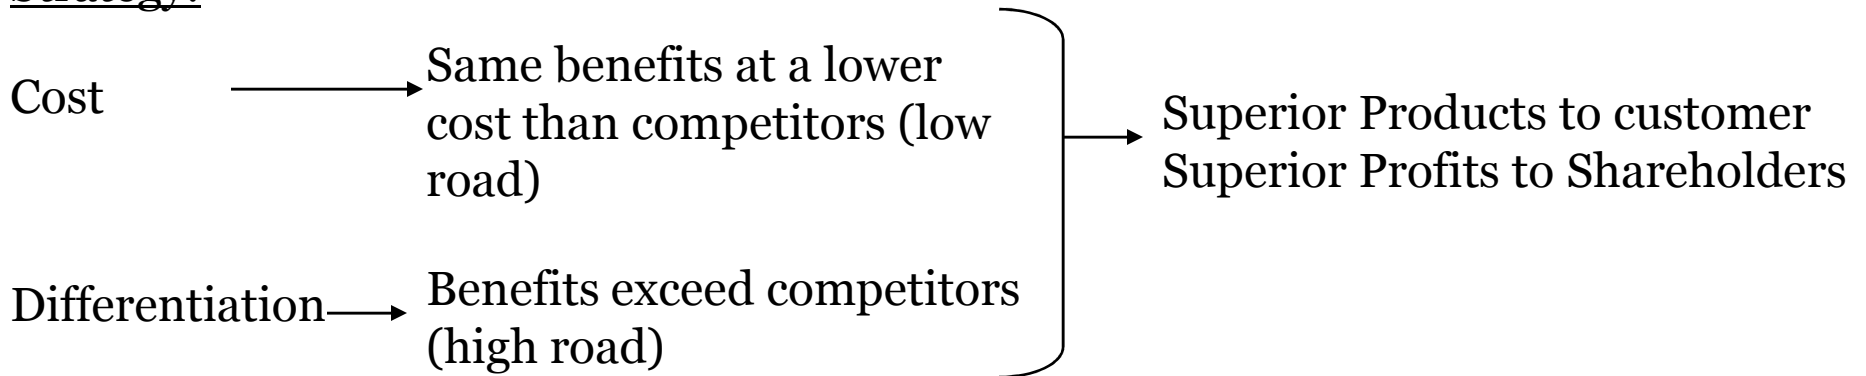 Strategy:
Cost
Same benefits at a lower
cost than competitors (low
road)
Differentiation
Benefits exceed competitors
(high road)
Superior Products to customer
Superior Profits to Shareholders